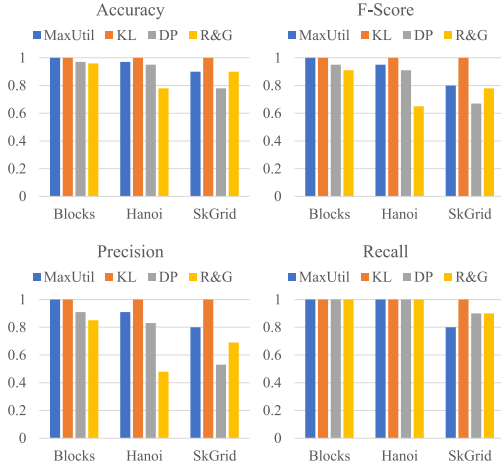 Accuracy
MaxUtil KL DP R&G
1
0.8
0.6
0.4
0.2
0
Blocks Hanoi SkGrid
F-Score
MaxUtil KL DP R&G
1
0.8
0.6
0.4
0.2
0
Blocks Hanoi SkGrid
Precision
MaxUtil KL DP R&G
1
0.8
0.6
0.4
0.2
0
Blocks Hanoi SkGrid
Recall
MaxUtil KL DP R&G
1
0.8
0.6
0.4
0.2
0
Blocks Hanoi SkGrid